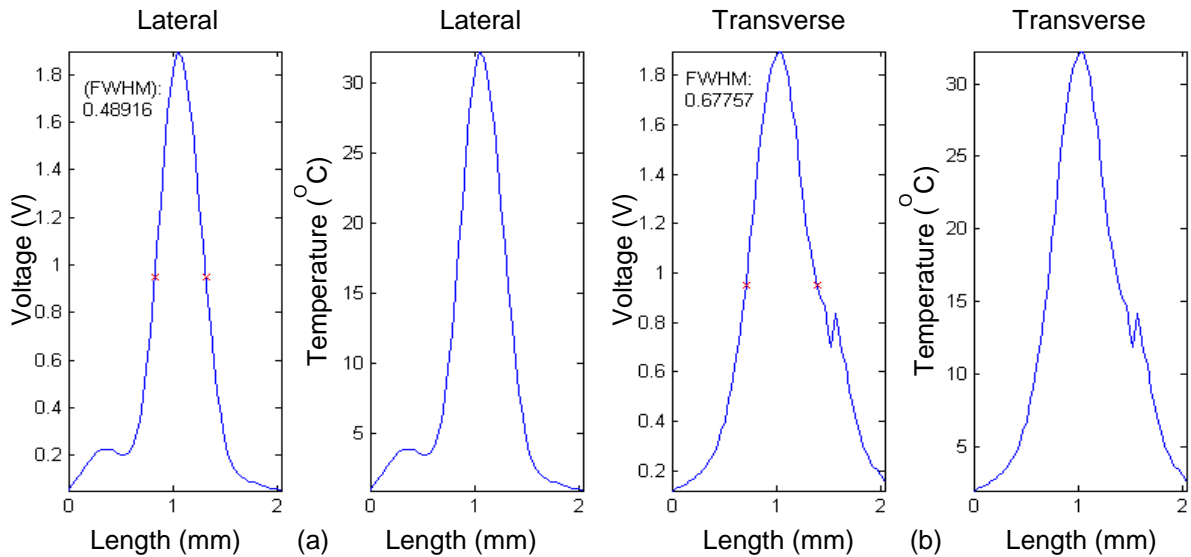 Lateral
Lateral
Transverse
Transverse
(FWHM):
0.48916
FWHM:
0.67757
Voltage (V)
1.8
1.6
1.4
1.2
1
0.8
0.6
0.4
0.2
0
1
2
Length (mm)
(a)
Temperature (OC)
30
25
20
15
10
5
0
1
2
Length (mm)
Voltage (V)
1.8
1.6
1.4
1.2
1
0.8
0.6
0.4
0.2
0
1
2
Length (mm)
(b)
Temperature (OC)
30
25
20
15
10
5
0
1
2
Length (mm)